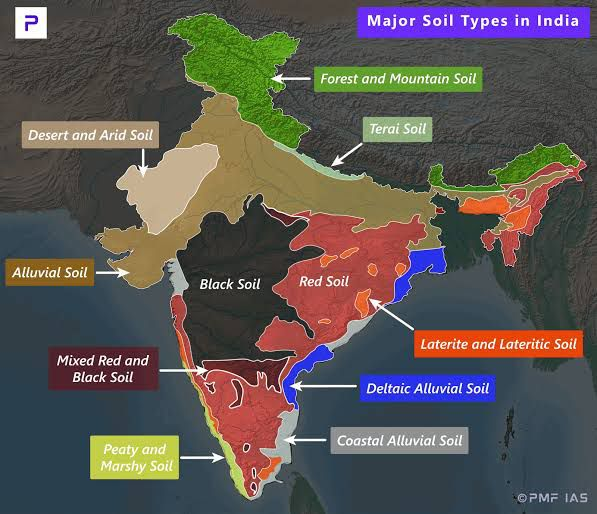 P
Major Soil Types in India
Forest and Mountain Soil
Terai Soil
Desert and Arid Soil
Alluvial Soil
Black Soil
Red Soil
Laterite and Lateritic Soil
Mixed Red and
Black Soil
Deltaic Alluvial Soil
Peaty and
Marshy Soil
Coastal Alluvial Soil
©PMF IAS